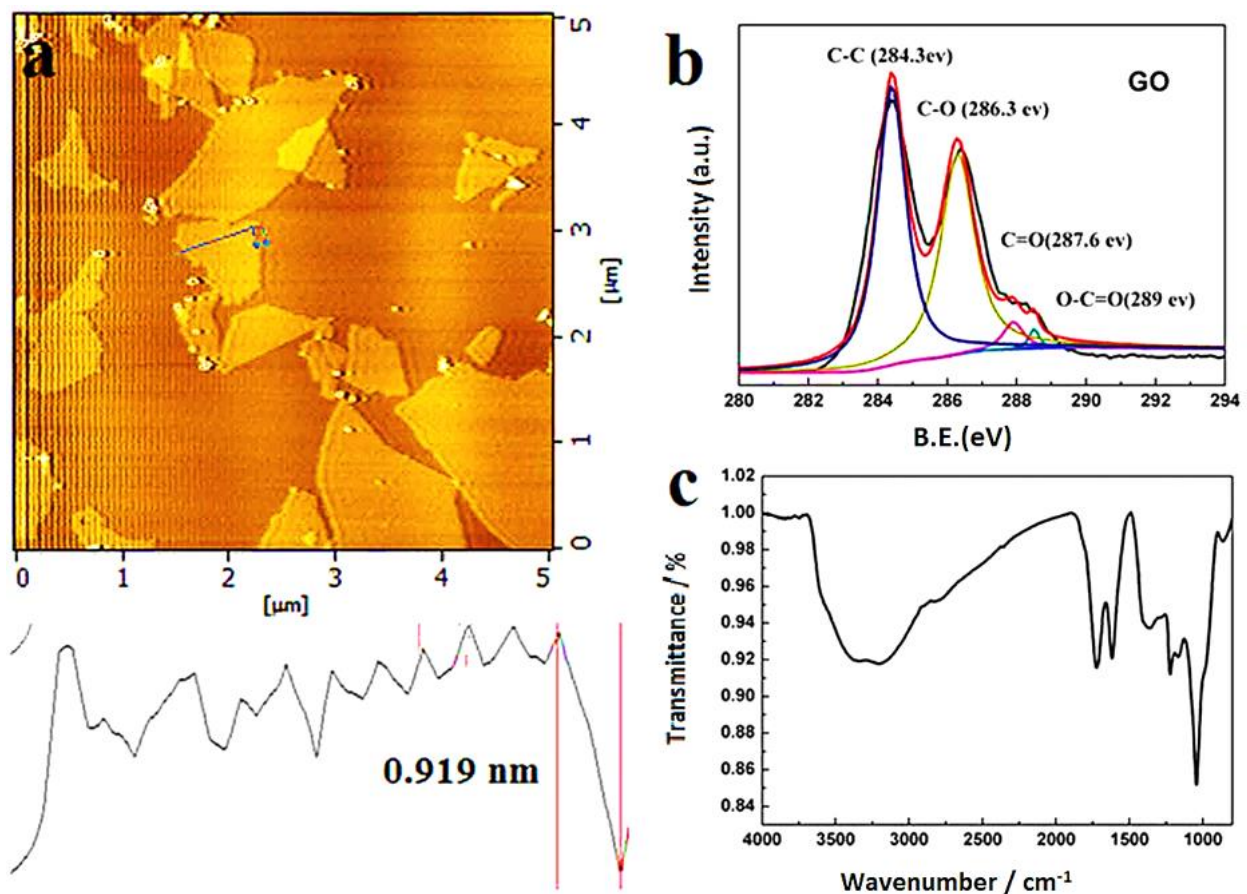 a
5
4
3
2
1
0
[µm]
0 1 2 3 4 5
[µm]
0.919 nm
b
C-C (284.3ev)
C-O (286.3 ev)
GO
C=O(287.6 ev)
O-C=O(289 ev)
Intensity (a.u.)
280 282 284 286 288 290 292 294
B.E.(eV)
c
1.02
1.00
0.98
0.96
0.94
0.92
0.90
0.88
0.86
0.84
Transmittance / %
4000 3500 3000 2500 2000 1500 1000
Wavenumber / cm⁻¹